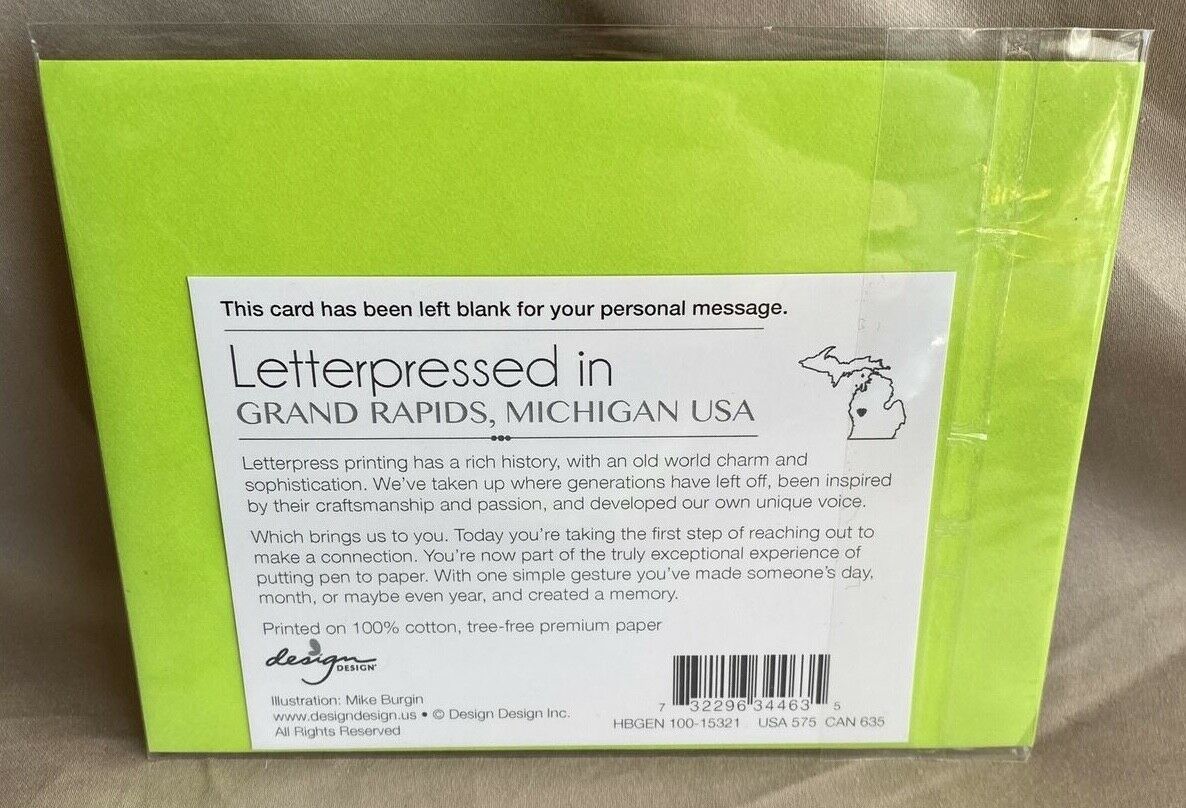 This card has been left blank for your personal message.
Letterpressed in
GRAND RAPIDS, MICHIGAN USA
Letterpress printing has a rich history, with an old world charm and
sophistication. We've taken up where generations have left off, been inspired
by their craftsmanship and passion, and developed our own unique voice.
Which brings us to you. Today you're taking the first step of reaching out to
make a connection. You're now part of the truly exceptional experience of
putting pen to paper. With one simple gesture you've made someone's day,
month, or maybe even year, and created a memory.
Printed on 100% cotton, tree-free premium paper
design
DESIGN
Illustration: Mike Burgin
www.designdesign.us • © Design Design Inc.
All Rights Reserved
7 32296 34463 5
HBGEN 100-15321 USA 575 CAN 635